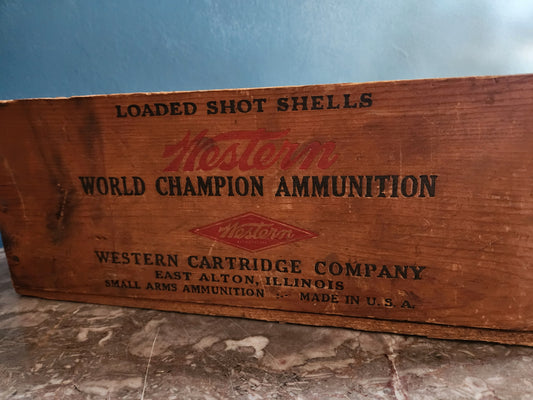 LOADED SHOT SHELLS
Western
WORLD CHAMPION AMMUNITION
Western
WESTERN CARTRIDGE COMPANY
EAST ALTON, ILLINOIS
SMALL ARMS AMMUNITION -:- MADE IN U.S.A.